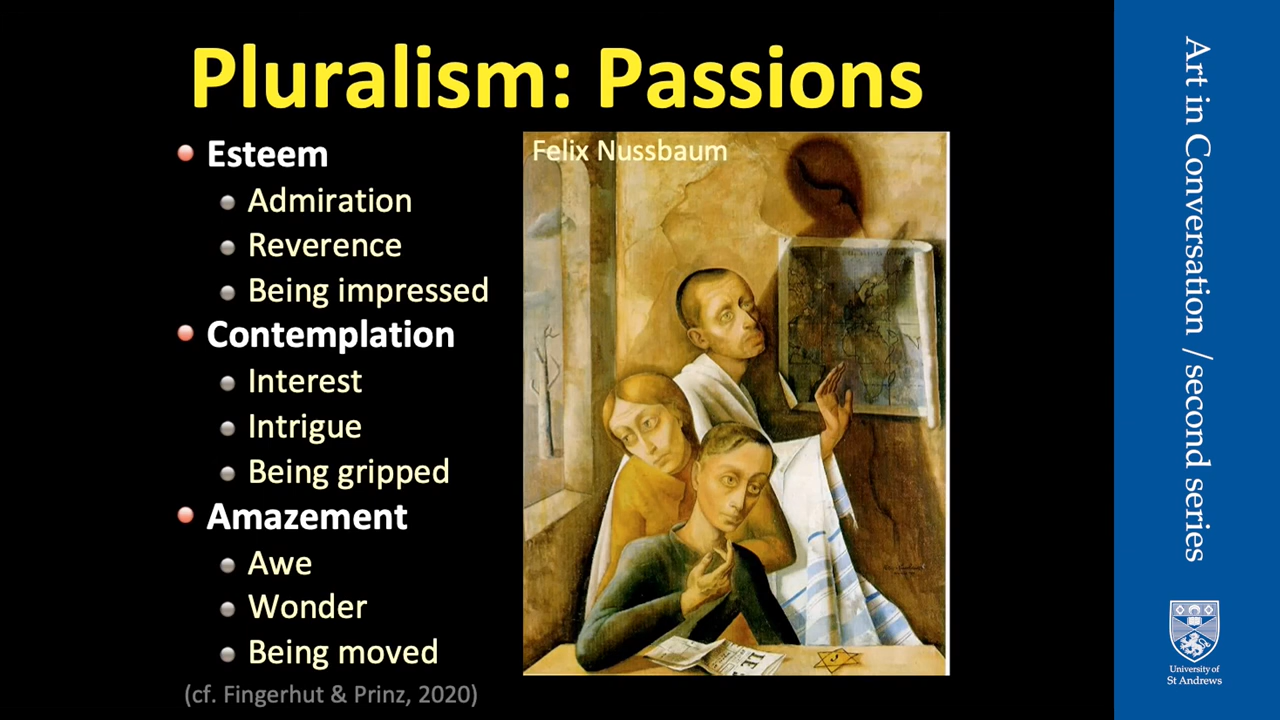 Pluralism: Passions
Esteem
Admiration
Reverence
Being impressed
Contemplation
Interest
Intrigue
Being gripped
Amazement
Awe
Wonder
Being moved
(cf. Fingerhut & Prinz, 2020)
Felix Nussbaum
LE
J
Art in Conversation / second series
University of
St Andrews